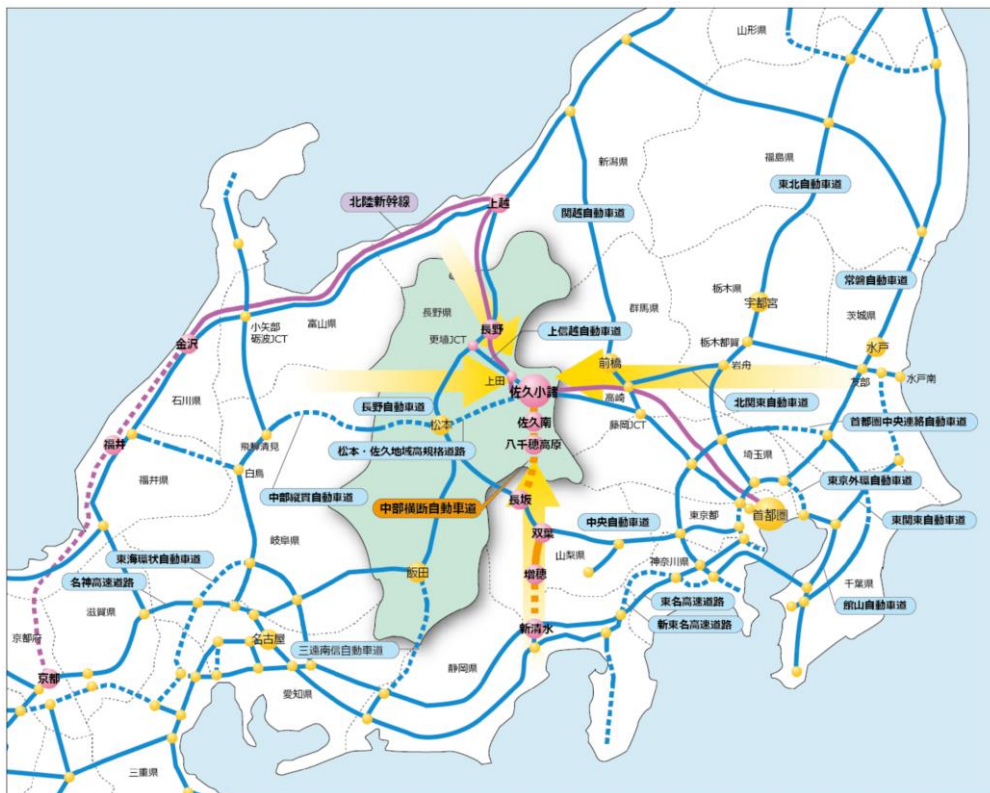 山形県
新潟県
福島県
東北自動車道
北陸新幹線
上越
関越自動車道
常磐自動車道
栃木県
宇都宮
茨城県
群馬県
長野県
長野
更埴JCT
上信越自動車道
富山県
小矢部
砺波JCT
金沢
石川県
水戸
栃木都賀
前橋
岩舟
友部
水戸南
上田
佐久小諸
高崎
北関東自動車道
長野自動車道
松本
佐久南
藤岡JCT
首都圏中央連絡自動車道
福井
飛騨清見
八千穂高原
松本・佐久地域高規格道路
埼玉県
福井県
白鳥
東京外環自動車道
中部縦貫自動車道
長坂
中部横断自動車道
首都圏
東京都
中央自動車道
東関東自動車道
双葉
山梨県
岐阜県
東海環状自動車道
飯田
増穂
神奈川県
千葉県
名神高速道路
滋賀県
東名高速道路
館山自動車道
新東名高速道路
新清水
京都府
名古屋
三遠南信自動車道
静岡県
京都
愛知県
三重県